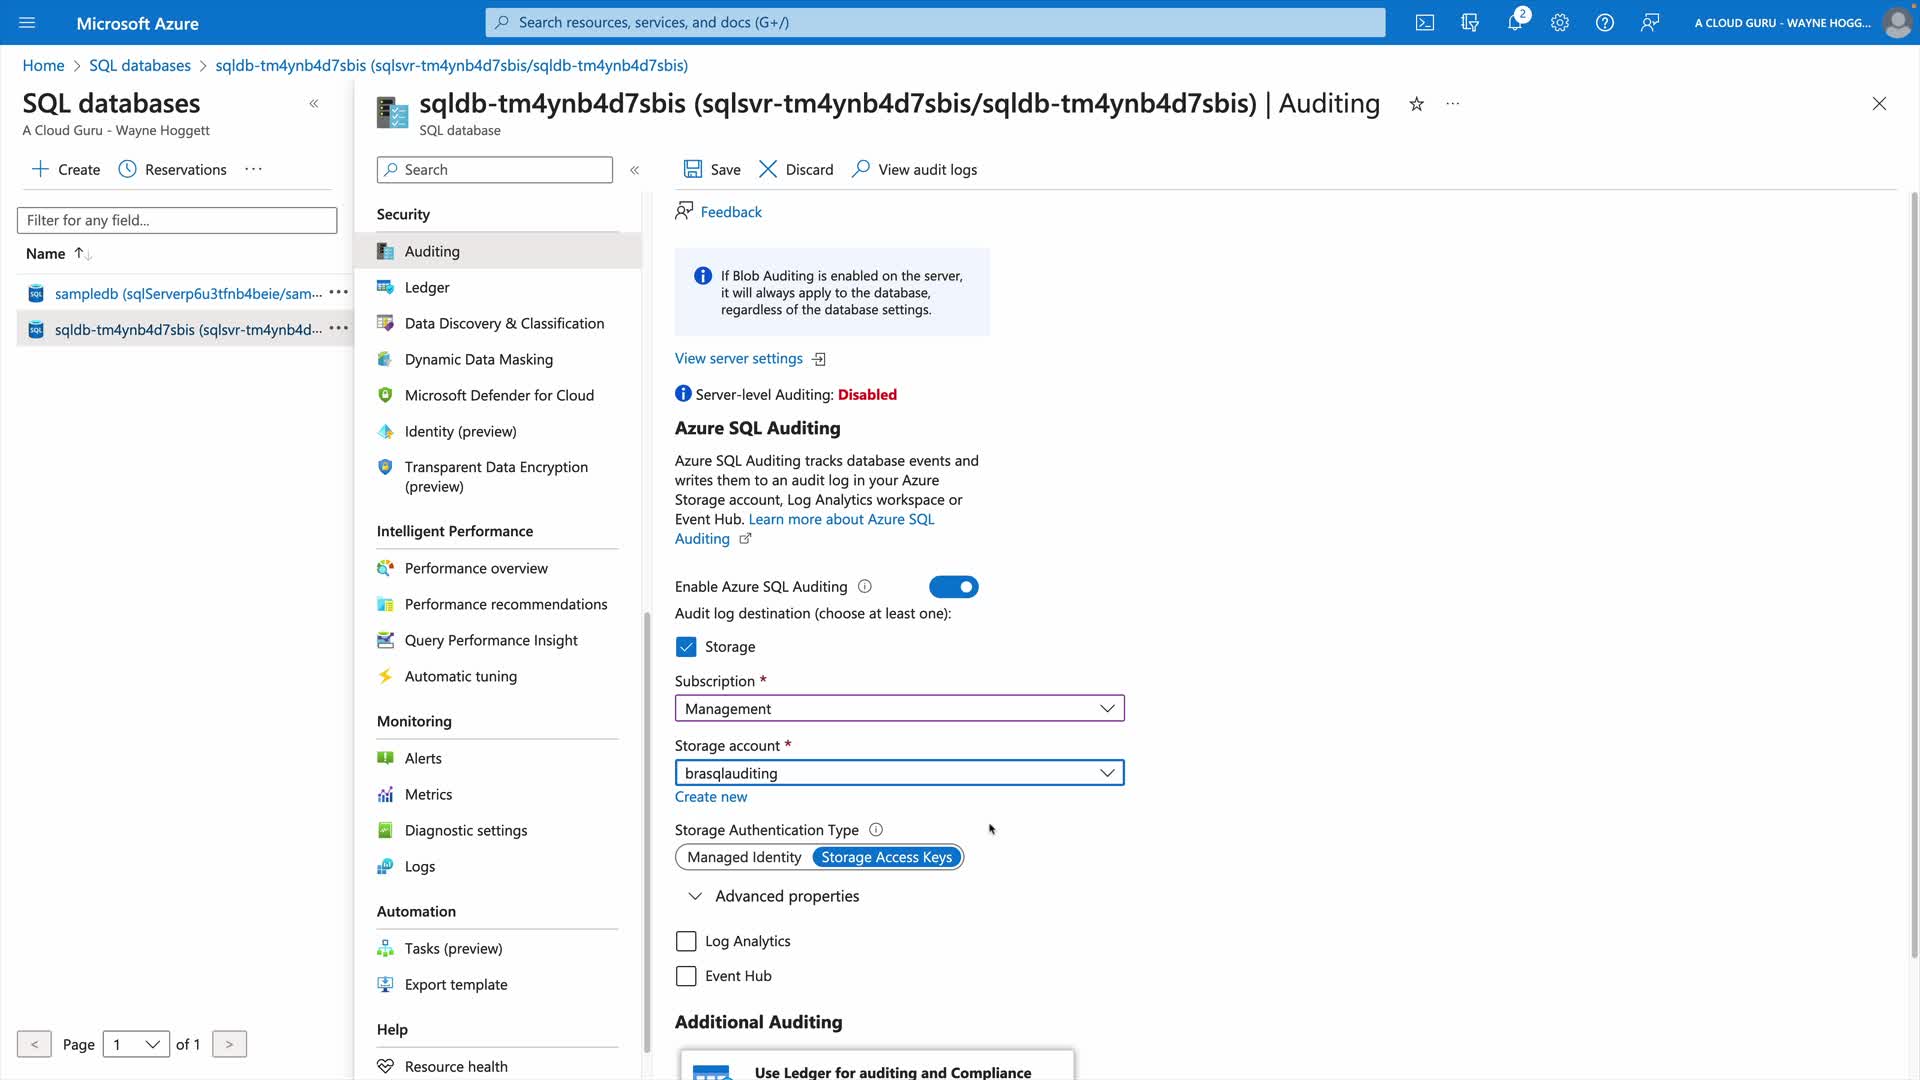 Microsoft Azure
Search resources, services, and docs (G+/)
2
A CLOUD GURU - WAYNE HOGG...
Home > SQL databases > sqldb-tm4ynb4d7sbis (sqlsvr-tm4ynb4d7sbis/sqldb-tm4ynb4d7sbis)
SQL databases
A Cloud Guru - Wayne Hoggett
Create
Reservations
Filter for any field...
Name
sampledb (sqlServerp6u3tfnb4beie/sam...
sqldb-tm4ynb4d7sbis (sqlsvr-tm4ynb4d...
< Page 1 of 1 >
sqldb-tm4ynb4d7sbis (sqlsvr-tm4ynb4d7sbis/sqldb-tm4ynb4d7sbis) | Auditing
SQL database
Search
Security
Auditing
Ledger
Data Discovery & Classification
Dynamic Data Masking
Microsoft Defender for Cloud
Identity (preview)
Transparent Data Encryption
(preview)
Intelligent Performance
Performance overview
Performance recommendations
Query Performance Insight
Automatic tuning
Monitoring
Alerts
Metrics
Diagnostic settings
Logs
Automation
Tasks (preview)
Export template
Help
Resource health
Save
Discard
View audit logs
Feedback
If Blob Auditing is enabled on the server,
it will always apply to the database,
regardless of the database settings.
View server settings
Server-level Auditing: Disabled
Azure SQL Auditing
Azure SQL Auditing tracks database events and
writes them to an audit log in your Azure
Storage account, Log Analytics workspace or
Event Hub. Learn more about Azure SQL
Auditing
Enable Azure SQL Auditing
Audit log destination (choose at least one):
Storage
Subscription *
Management
Storage account *
brasqlauditing
Create new
Storage Authentication Type
Managed Identity
Storage Access Keys
Advanced properties
Log Analytics
Event Hub
Additional Auditing
Use Ledger for auditing and Compliance